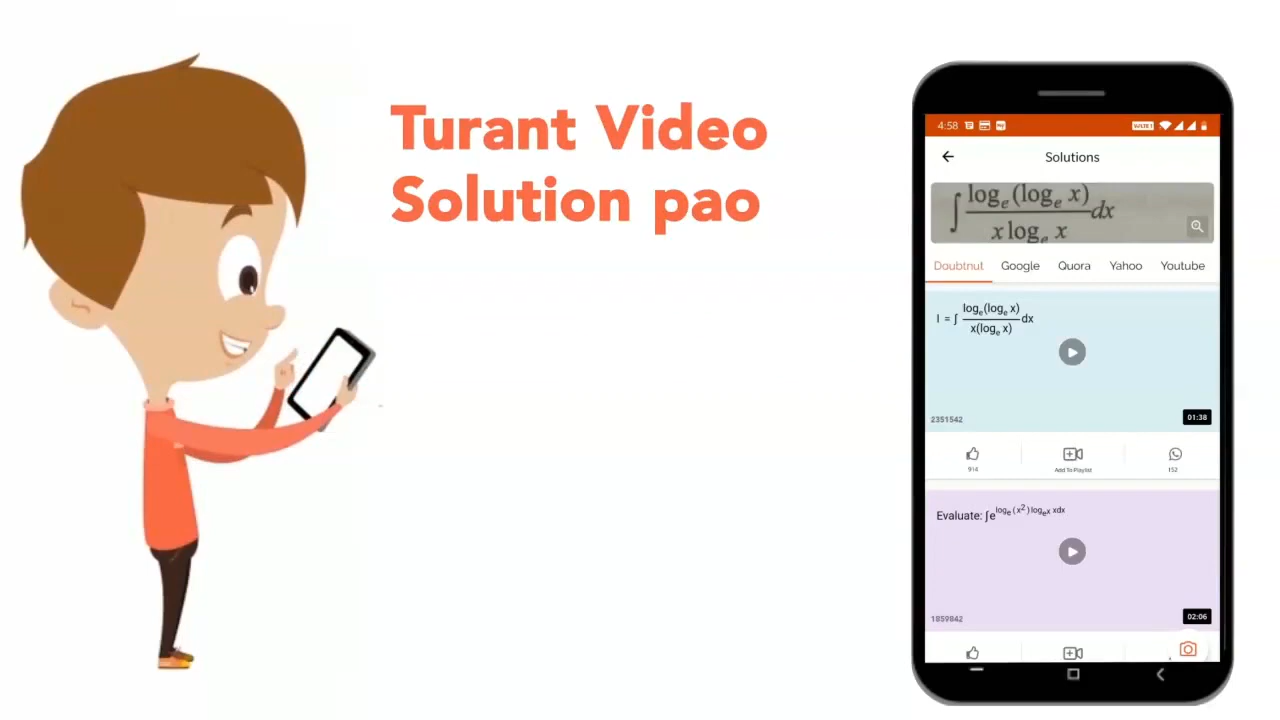 Turant Video
Solution pao
4:58
Solutions
∫ logₑ(logₑ x) / x logₑ x dx
Doubtnut Google Quora Yahoo Youtube
I = ∫ logₑ(logₑ x) / x(logₑ x) dx
2351542
01:38
914
Add To Playlist
152
Evaluate: ∫e^logₑ(x²)logₑx xdx
1859842
02:06